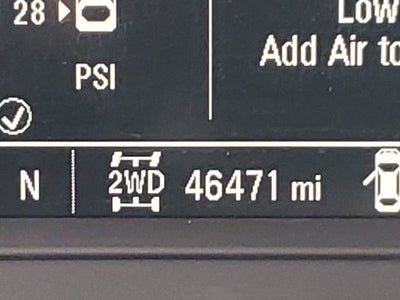 28
Low
PSI
Add Air to
N
2WD
46471 mi